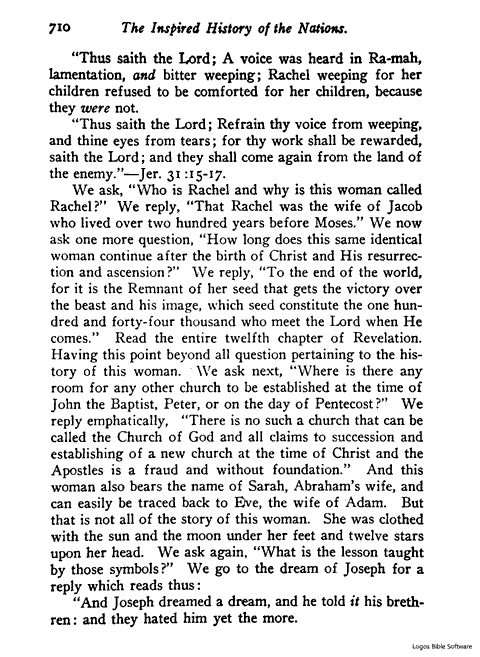 710 The Inspired History of the Nations.
"Thus saith the Lord; A voice was heard in Ra-mah,
lamentation, and bitter weeping; Rachel weeping for her
children refused to be comforted for her children, because
they were not.
"Thus saith the Lord; Refrain thy voice from weeping,
and thine eyes from tears; for thy work shall be rewarded,
saith the Lord; and they shall come again from the land of
the enemy."—Jer. 31:15-17.
We ask, "Who is Rachel and why is this woman called
Rachel?" We reply, "That Rachel was the wife of Jacob
who lived over two hundred years before Moses." We now
ask one more question, "How long does this same identical
woman continue after the birth of Christ and His resurrec-
tion and ascension?" We reply, "To the end of the world,
for it is the Remnant of her seed that gets the victory over
the beast and his image, which seed constitute the one hun-
dred and forty-four thousand who meet the Lord when He
comes." Read the entire twelfth chapter of Revelation.
Having this point beyond all question pertaining to the his-
tory of this woman. We ask next, "Where is there any
room for any other church to be established at the time of
John the Baptist, Peter, or on the day of Pentecost?" We
reply emphatically, "There is no such a church that can be
called the Church of God and all claims to succession and
establishing of a new church at the time of Christ and the
Apostles is a fraud and without foundation." And this
woman also bears the name of Sarah, Abraham's wife, and
can easily be traced back to Eve, the wife of Adam. But
that is not all of the story of this woman. She was clothed
with the sun and the moon under her feet and twelve stars
upon her head. We ask again, "What is the lesson taught
by those symbols?" We go to the dream of Joseph for a
reply which reads thus:
"And Joseph dreamed a dream, and he told it his breth-
ren: and they hated him yet the more.
Logos Bible Software